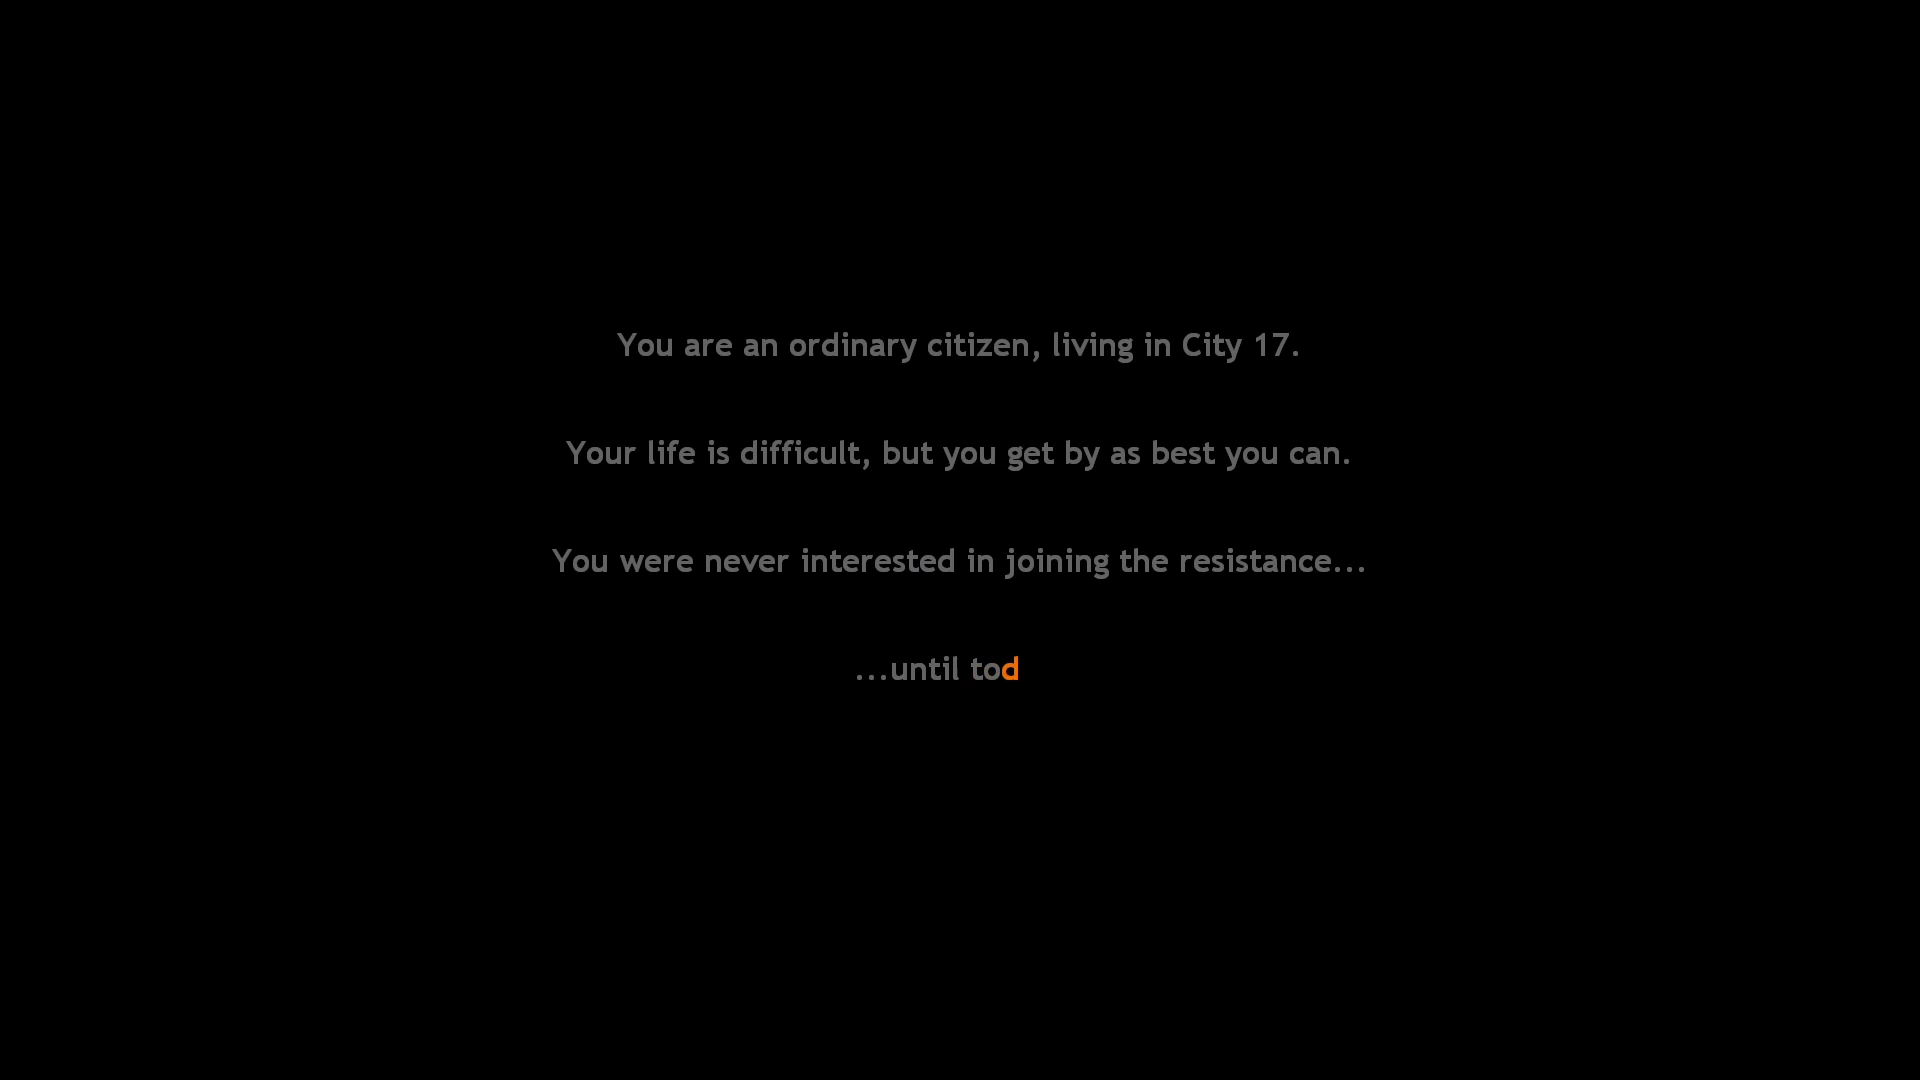 You are an ordinary citizen, living in City 17.
Your life is difficult, but you get by as best you can.
You were never interested in joining the resistance...
...until tod